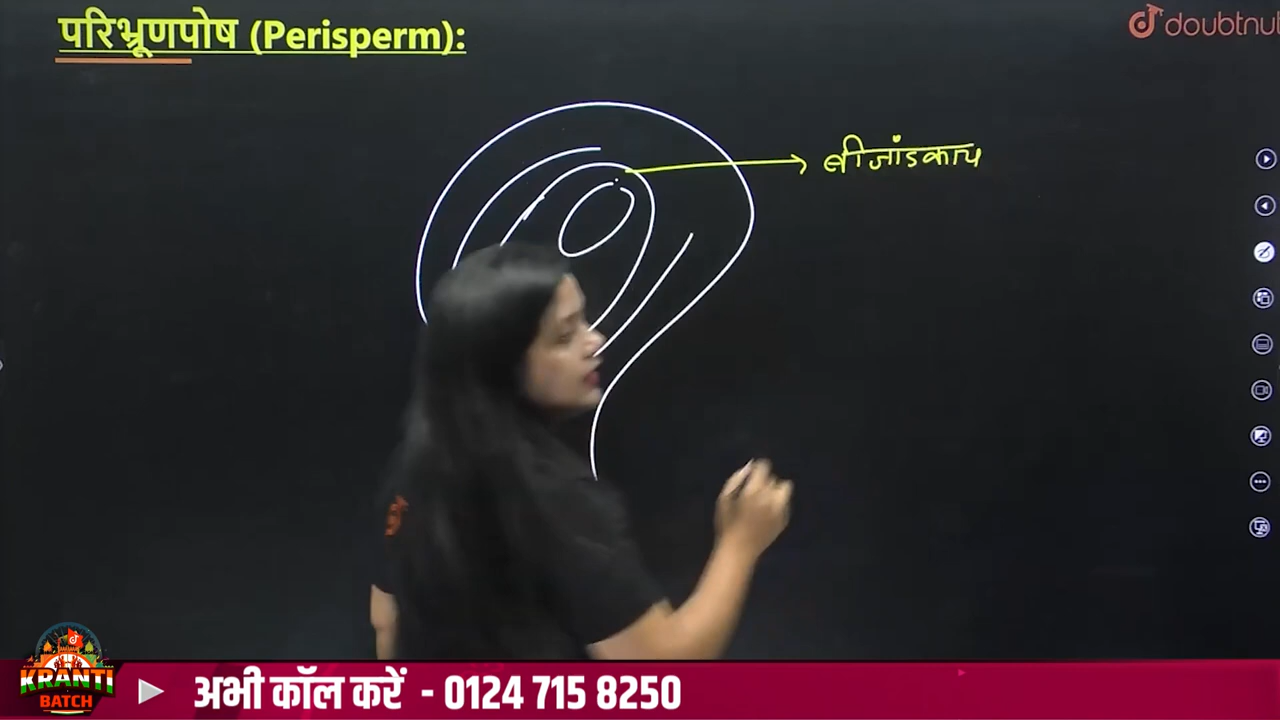 परिभ्रूणपोष (Perisperm):
doubtnut
बीजांडकाय
KRANTI
BATCH
अभी कॉल करें - 0124 715 8250